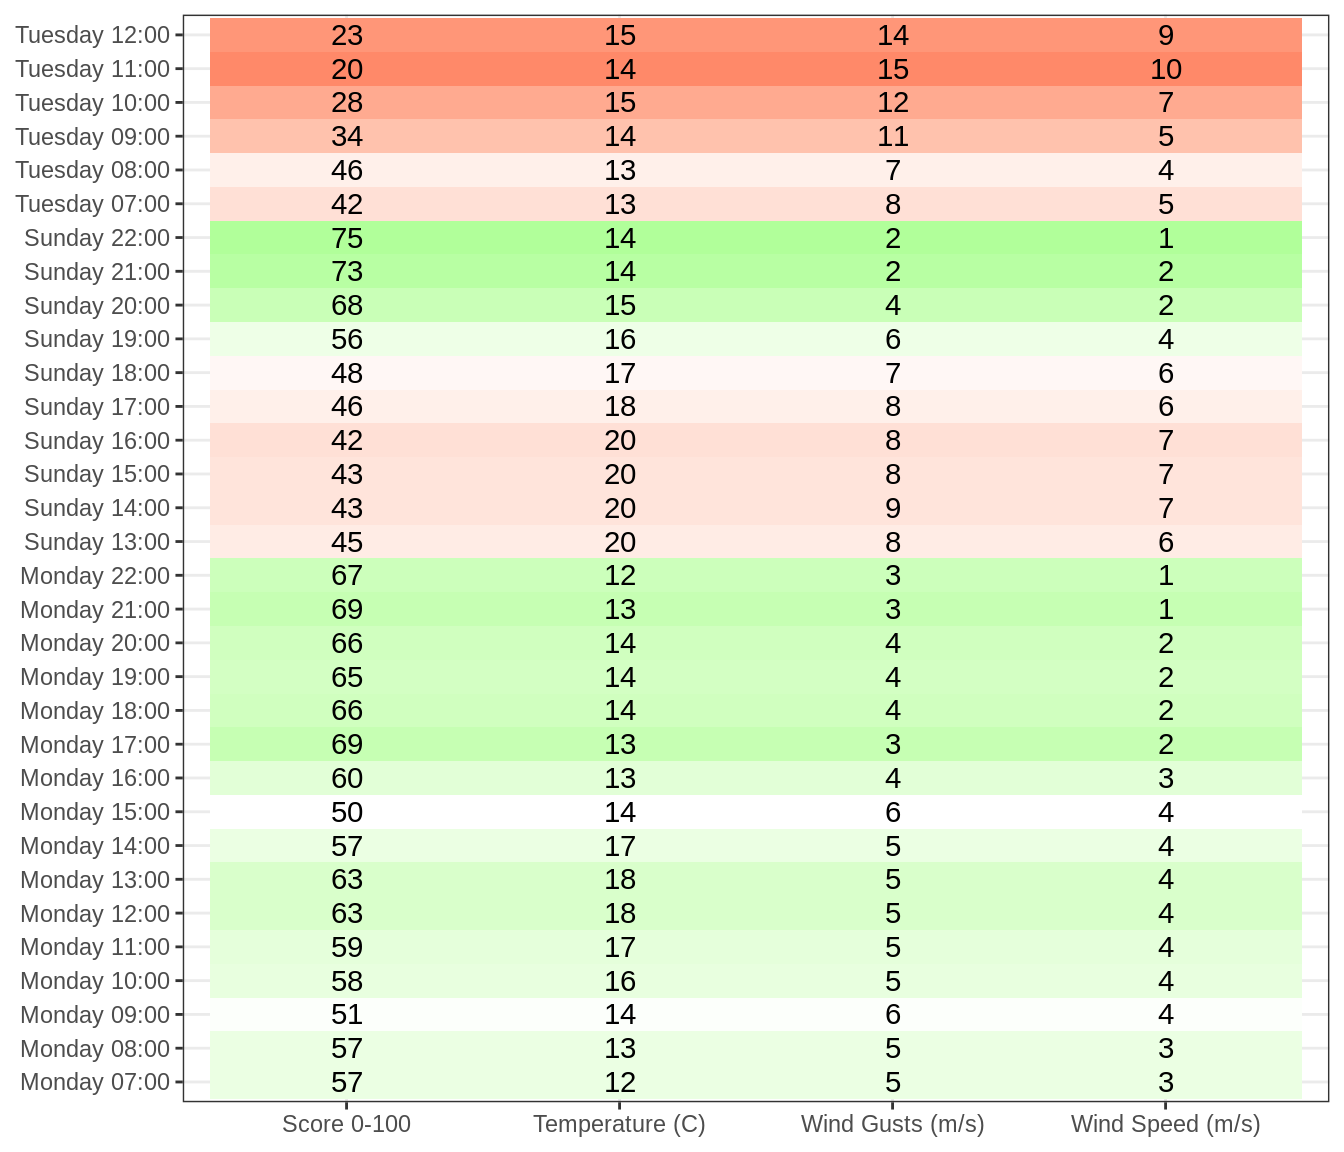 Tuesday 12:00 23 15 14 9
Tuesday 11:00 20 14 15 10
Tuesday 10:00 28 15 12 7
Tuesday 09:00 34 14 11 5
Tuesday 08:00 46 13 7 4
Tuesday 07:00 42 13 8 5
Sunday 22:00 75 14 2 1
Sunday 21:00 73 14 2 2
Sunday 20:00 68 15 4 2
Sunday 19:00 56 16 6 4
Sunday 18:00 48 17 7 6
Sunday 17:00 46 18 8 6
Sunday 16:00 42 20 8 7
Sunday 15:00 43 20 8 7
Sunday 14:00 43 20 9 7
Sunday 13:00 45 20 8 6
Monday 22:00 67 12 3 1
Monday 21:00 69 13 3 1
Monday 20:00 66 14 4 2
Monday 19:00 65 14 4 2
Monday 18:00 66 14 4 2
Monday 17:00 69 13 3 2
Monday 16:00 60 13 4 3
Monday 15:00 50 14 6 4
Monday 14:00 57 17 5 4
Monday 13:00 63 18 5 4
Monday 12:00 63 18 5 4
Monday 11:00 59 17 5 4
Monday 10:00 58 16 5 4
Monday 09:00 51 14 6 4
Monday 08:00 57 13 5 3
Monday 07:00 57 12 5 3
Score 0-100 Temperature (C) Wind Gusts (m/s) Wind Speed (m/s)